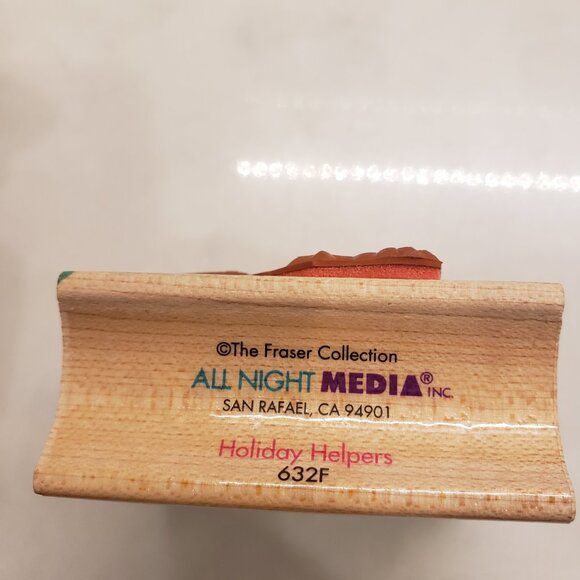 ©The Fraser Collection
ALL NIGHT MEDIA® INC.
SAN RAFAEL, CA 94901
Holiday Helpers
632F